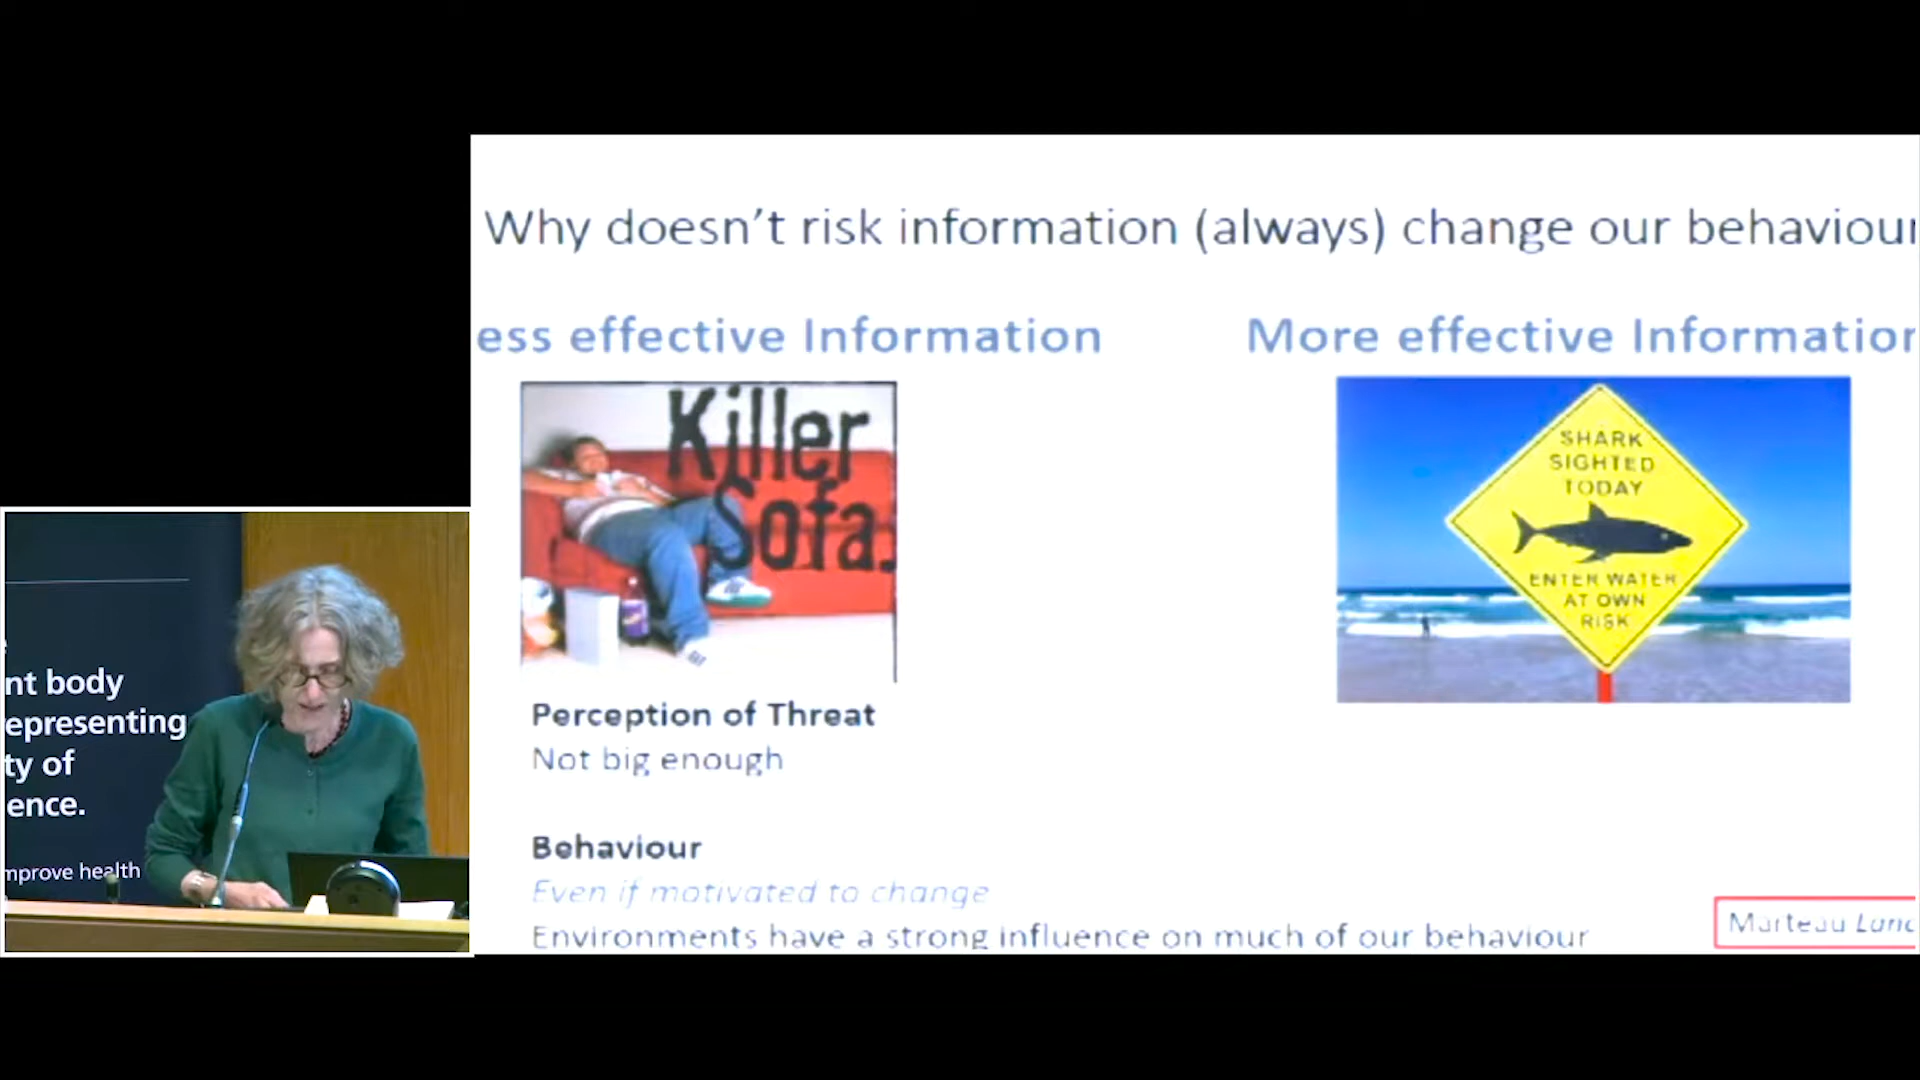 Why doesn't risk information (always) change our behaviour
ess effective Information
More effective Information
Killer
Sofa.
SHARK
SIGHTED
TODAY
ENTER WATER
AT OWN
RISK
Perception of Threat
Not big enough
Behaviour
Even if motivated to change
Environments have a strong influence on much of our behaviour
Marteau Lanc
nt body
epresenting
ty of
ence.
mprove health